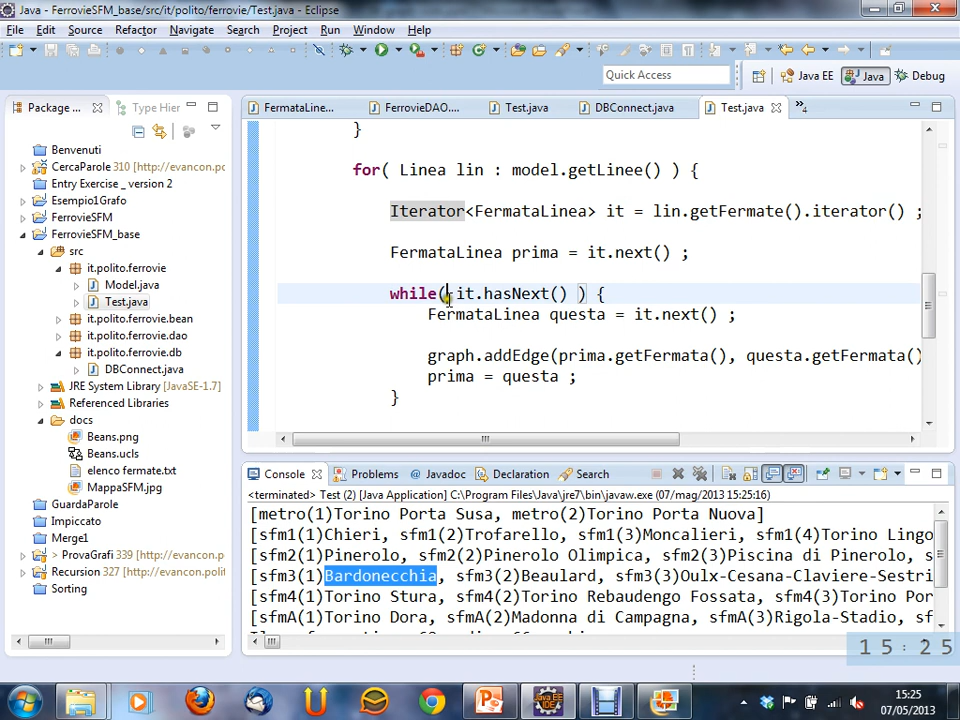 Java - FerrovieSFM_base/src/it/polito/ferrovie/Test.java - Eclipse
File Edit Source Refactor Navigate Search Project Run Window Help
Quick Access
Java EE Java Debug
Package ... Type Hier
FermataLine... FerrovieDAO.... Test.java DBConnect.java Test.java »4
Benvenuti
CercaParole 310 [http://evancon.po
Entry Exercise _ version 2
Esempio1Grafo
FerrovieSFM
FerrovieSFM_base
src
it.polito.ferrovie
Model.java
Test.java
it.polito.ferrovie.bean
it.polito.ferrovie.dao
it.polito.ferrovie.db
DBConnect.java
JRE System Library [JavaSE-1.7]
Referenced Libraries
docs
Beans.png
Beans.ucls
elenco fermate.txt
MappaSFM.jpg
GuardaParole
Impiccato
Merge1
> ProvaGrafi 339 [http://evancon.po
Recursion 327 [http://evancon.polit
Sorting
}
for( Linea lin : model.getLinee() ) {
Iterator<FermataLinea> it = lin.getFermate().iterator() ;
FermataLinea prima = it.next() ;
while( it.hasNext() ) {
FermataLinea questa = it.next() ;
graph.addEdge(prima.getFermata(), questa.getFermata()
prima = questa ;
}
Console Problems @ Javadoc Declaration Search
<terminated> Test (2) [Java Application] C:\Program Files\Java\jre7\bin\javaw.exe (07/mag/2013 15:25:16)
[metro(1)Torino Porta Susa, metro(2)Torino Porta Nuova]
[sfm1(1)Chieri, sfm1(2)Trofarello, sfm1(3)Moncalieri, sfm1(4)Torino Lingo
[sfm2(1)Pinerolo, sfm2(2)Pinerolo Olimpica, sfm2(3)Piscina di Pinerolo, s
[sfm3(1)Bardonecchia, sfm3(2)Beaulard, sfm3(3)Oulx-Cesana-Claviere-Sestri
[sfm4(1)Torino Stura, sfm4(2)Torino Rebaudengo Fossata, sfm4(3)Torino Por
[sfmA(1)Torino Dora, sfmA(2)Madonna di Campagna, sfmA(3)Rigola-Stadio, sf
15:25
15:25
07/05/2013